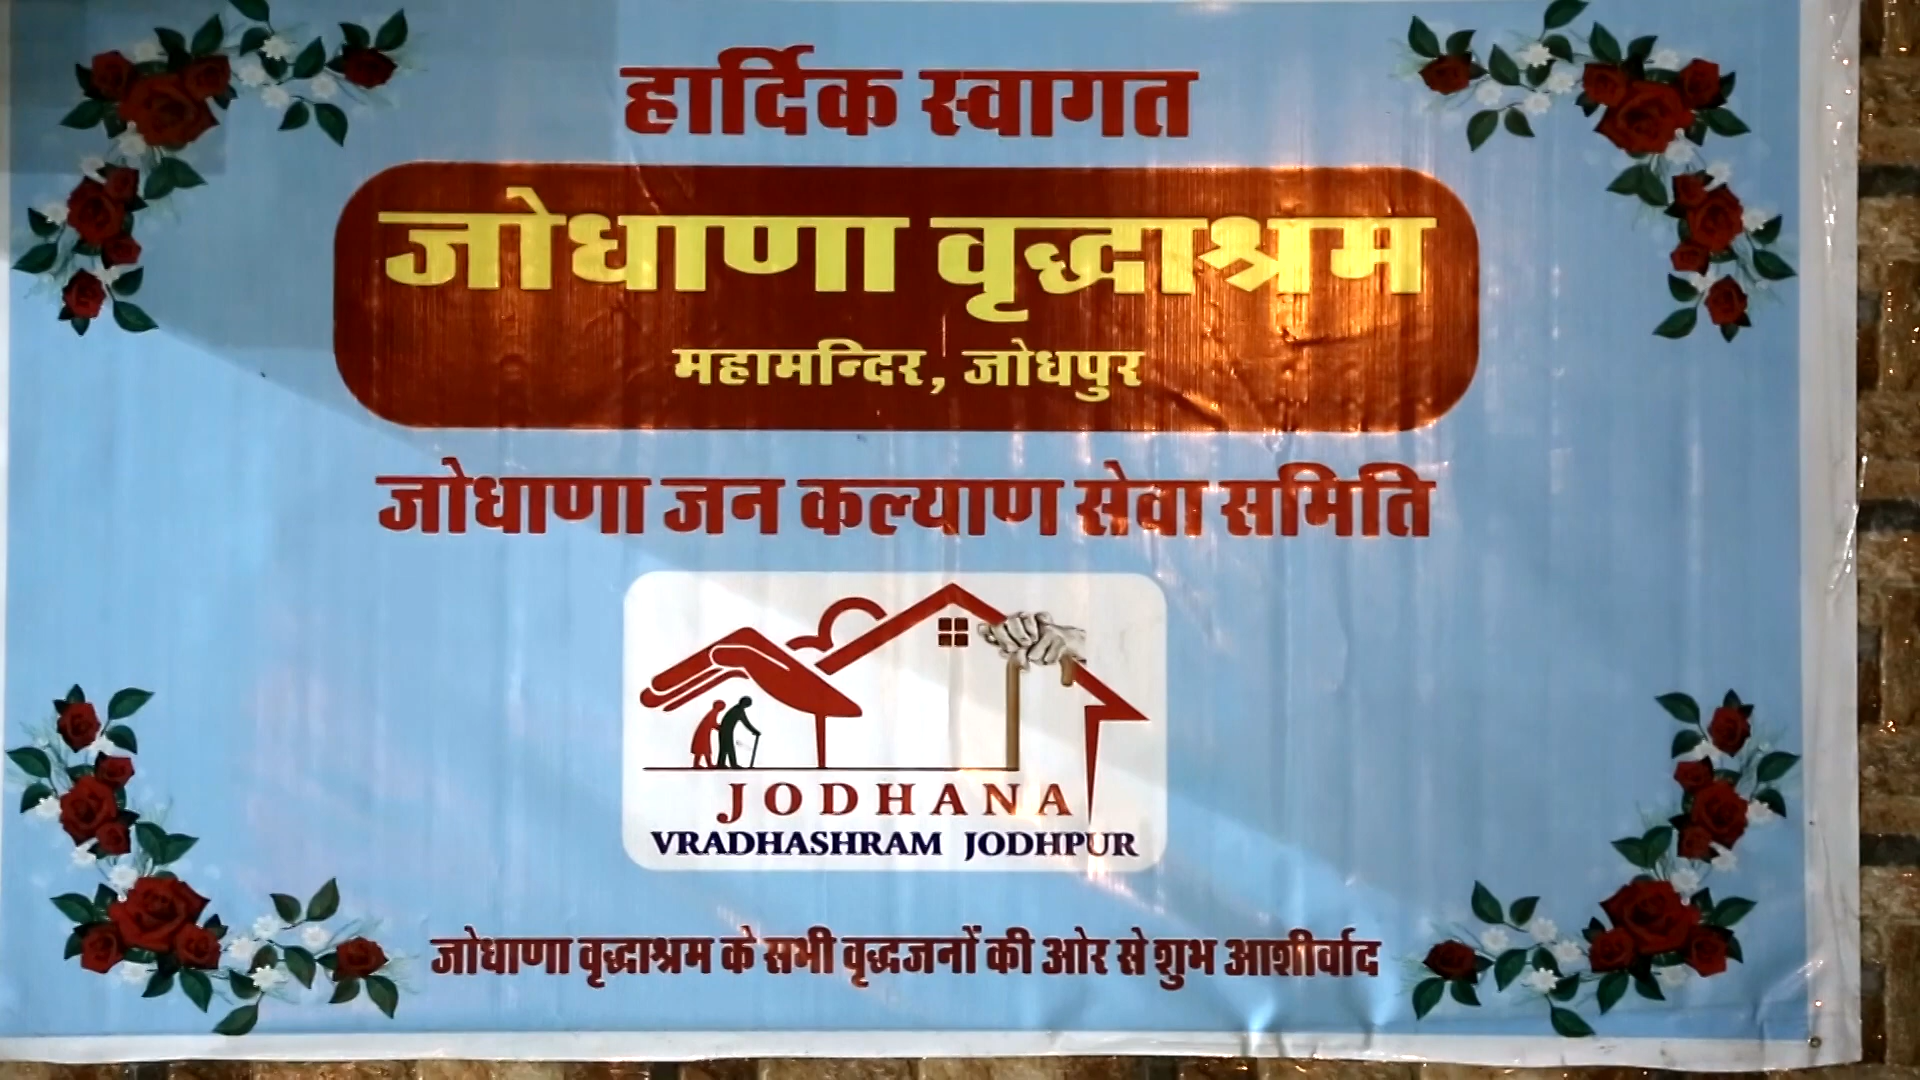 हार्दिक स्वागत
जोधाणा वृद्धाश्रम
महामन्दिर, जोधपुर
जोधाणा जन कल्याण सेवा समिति
JODHANA
VRADHASHRAM JODHPUR
जोधाणा वृद्धाश्रम के सभी वृद्धजनों की ओर से शुभ आशीर्वाद